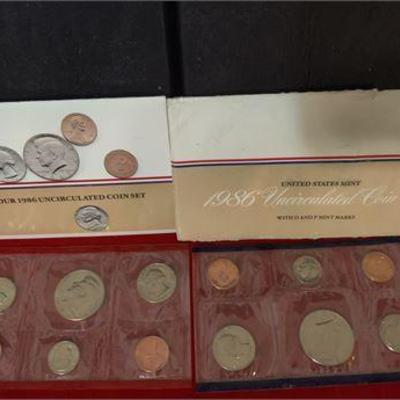 OUR 1986 UNCIRCULATED COIN SET
UNITED STATES MINT
1986 Uncirculated Coin
WITH D AND P MINT MARKS